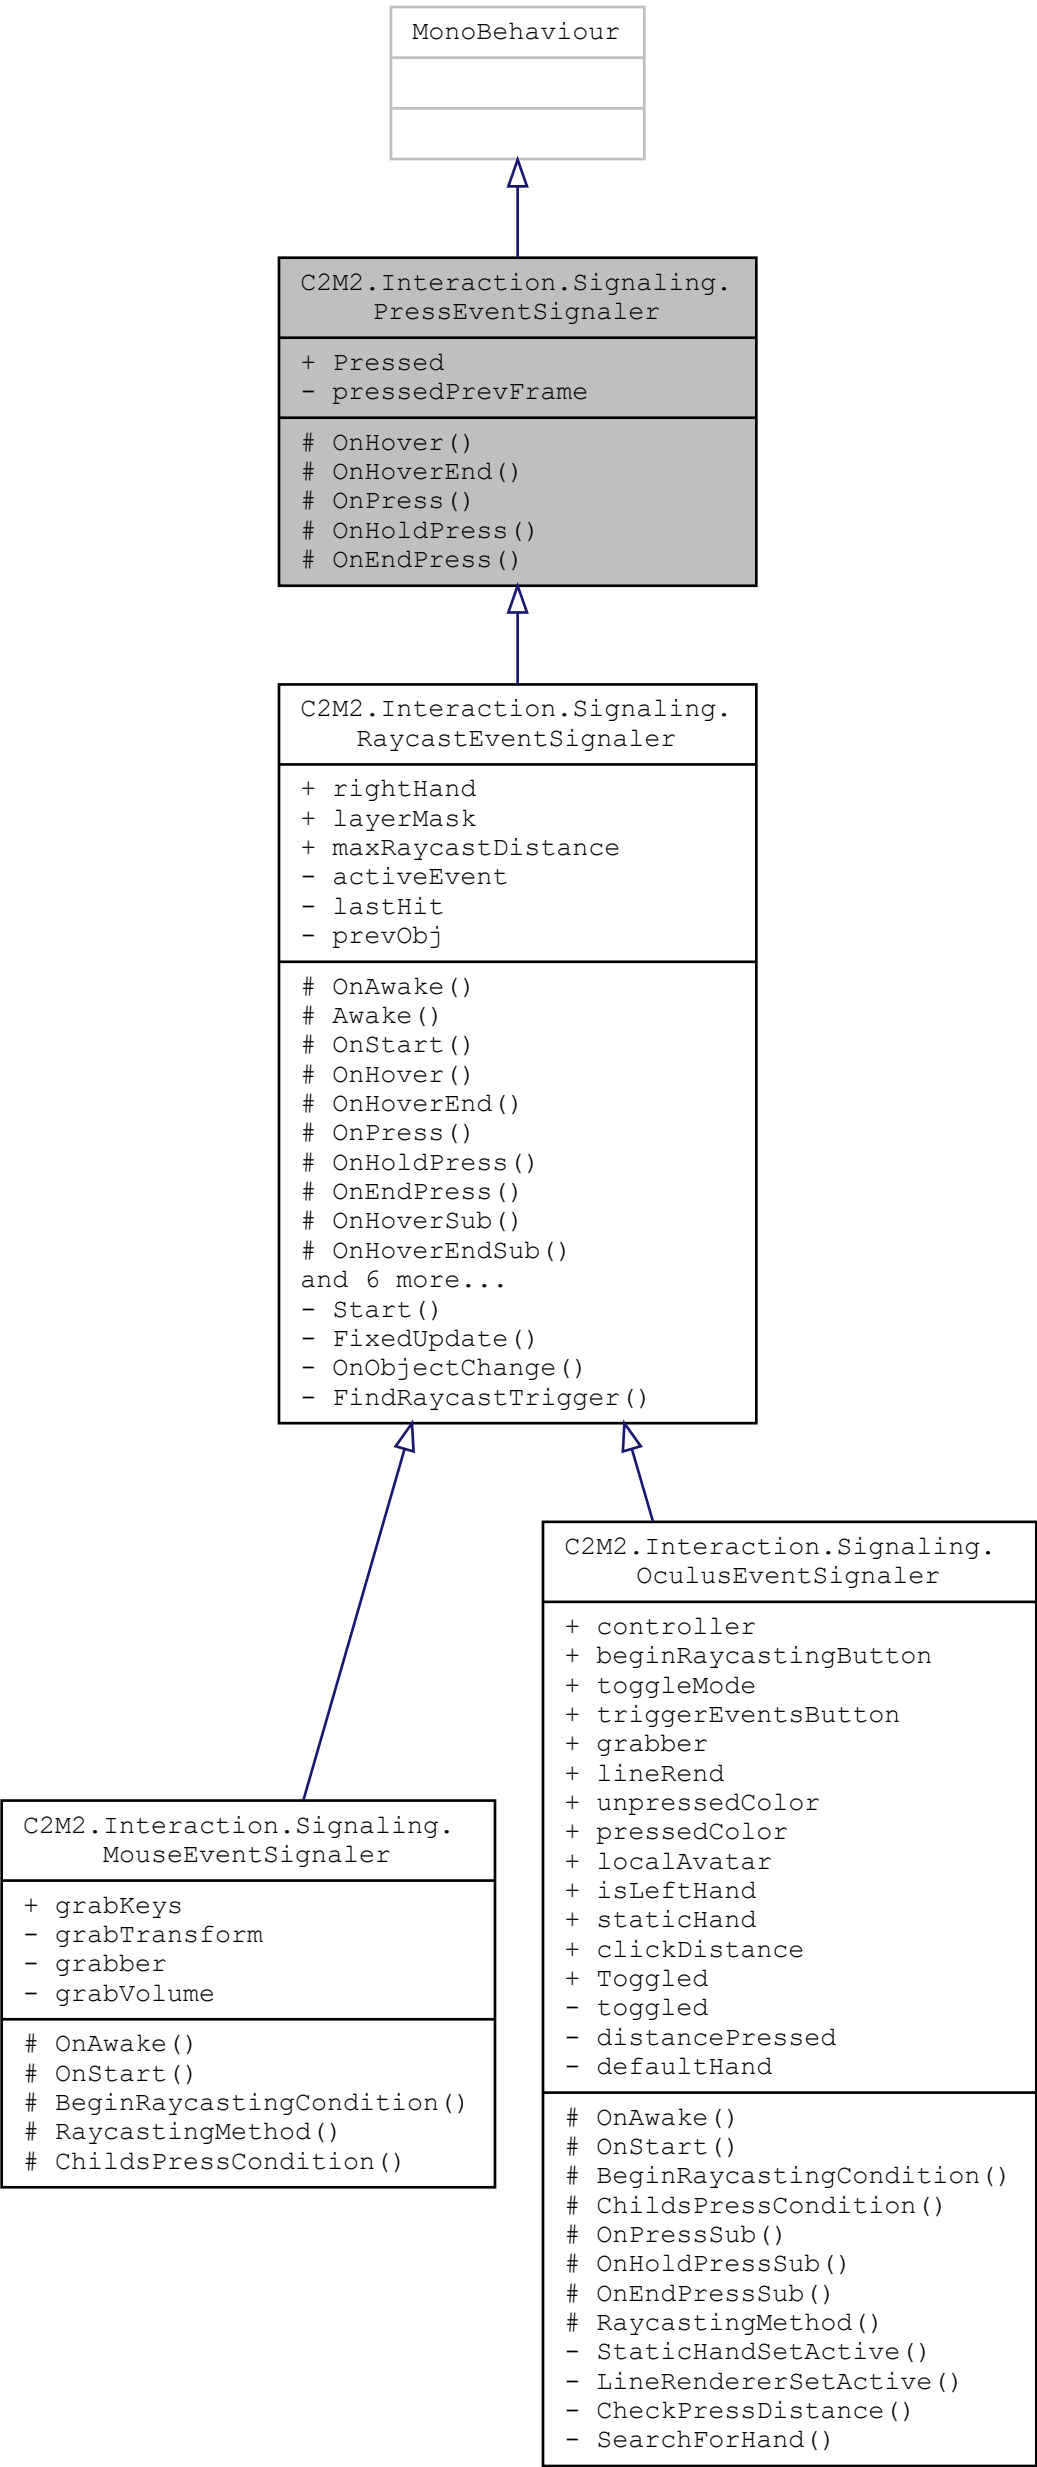 MonoBehaviour
C2M2.Interaction.Signaling.
PressEventSignaler
+ Pressed
- pressedPrevFrame
# OnHover()
# OnHoverEnd()
# OnPress()
# OnHoldPress()
# OnEndPress()
C2M2.Interaction.Signaling.
RaycastEventSignaler
+ rightHand
+ layerMask
+ maxRaycastDistance
- activeEvent
- lastHit
- prevObj
# OnAwake()
# Awake()
# OnStart()
# OnHover()
# OnHoverEnd()
# OnPress()
# OnHoldPress()
# OnEndPress()
# OnHoverSub()
# OnHoverEndSub()
and 6 more...
- Start()
- FixedUpdate()
- OnObjectChange()
- FindRaycastTrigger()
C2M2.Interaction.Signaling.
MouseEventSignaler
+ grabKeys
- grabTransform
- grabber
- grabVolume
# OnAwake()
# OnStart()
# BeginRaycastingCondition()
# RaycastingMethod()
# ChildsPressCondition()
C2M2.Interaction.Signaling.
OculusEventSignaler
+ controller
+ beginRaycastingButton
+ toggleMode
+ triggerEventsButton
+ grabber
+ lineRend
+ unpressedColor
+ pressedColor
+ localAvatar
+ isLeftHand
+ staticHand
+ clickDistance
+ Toggled
- toggled
- distancePressed
- defaultHand
# OnAwake()
# OnStart()
# BeginRaycastingCondition()
# ChildsPressCondition()
# OnPressSub()
# OnHoldPressSub()
# OnEndPressSub()
# RaycastingMethod()
- StaticHandSetActive()
- LineRendererSetActive()
- CheckPressDistance()
- SearchForHand()